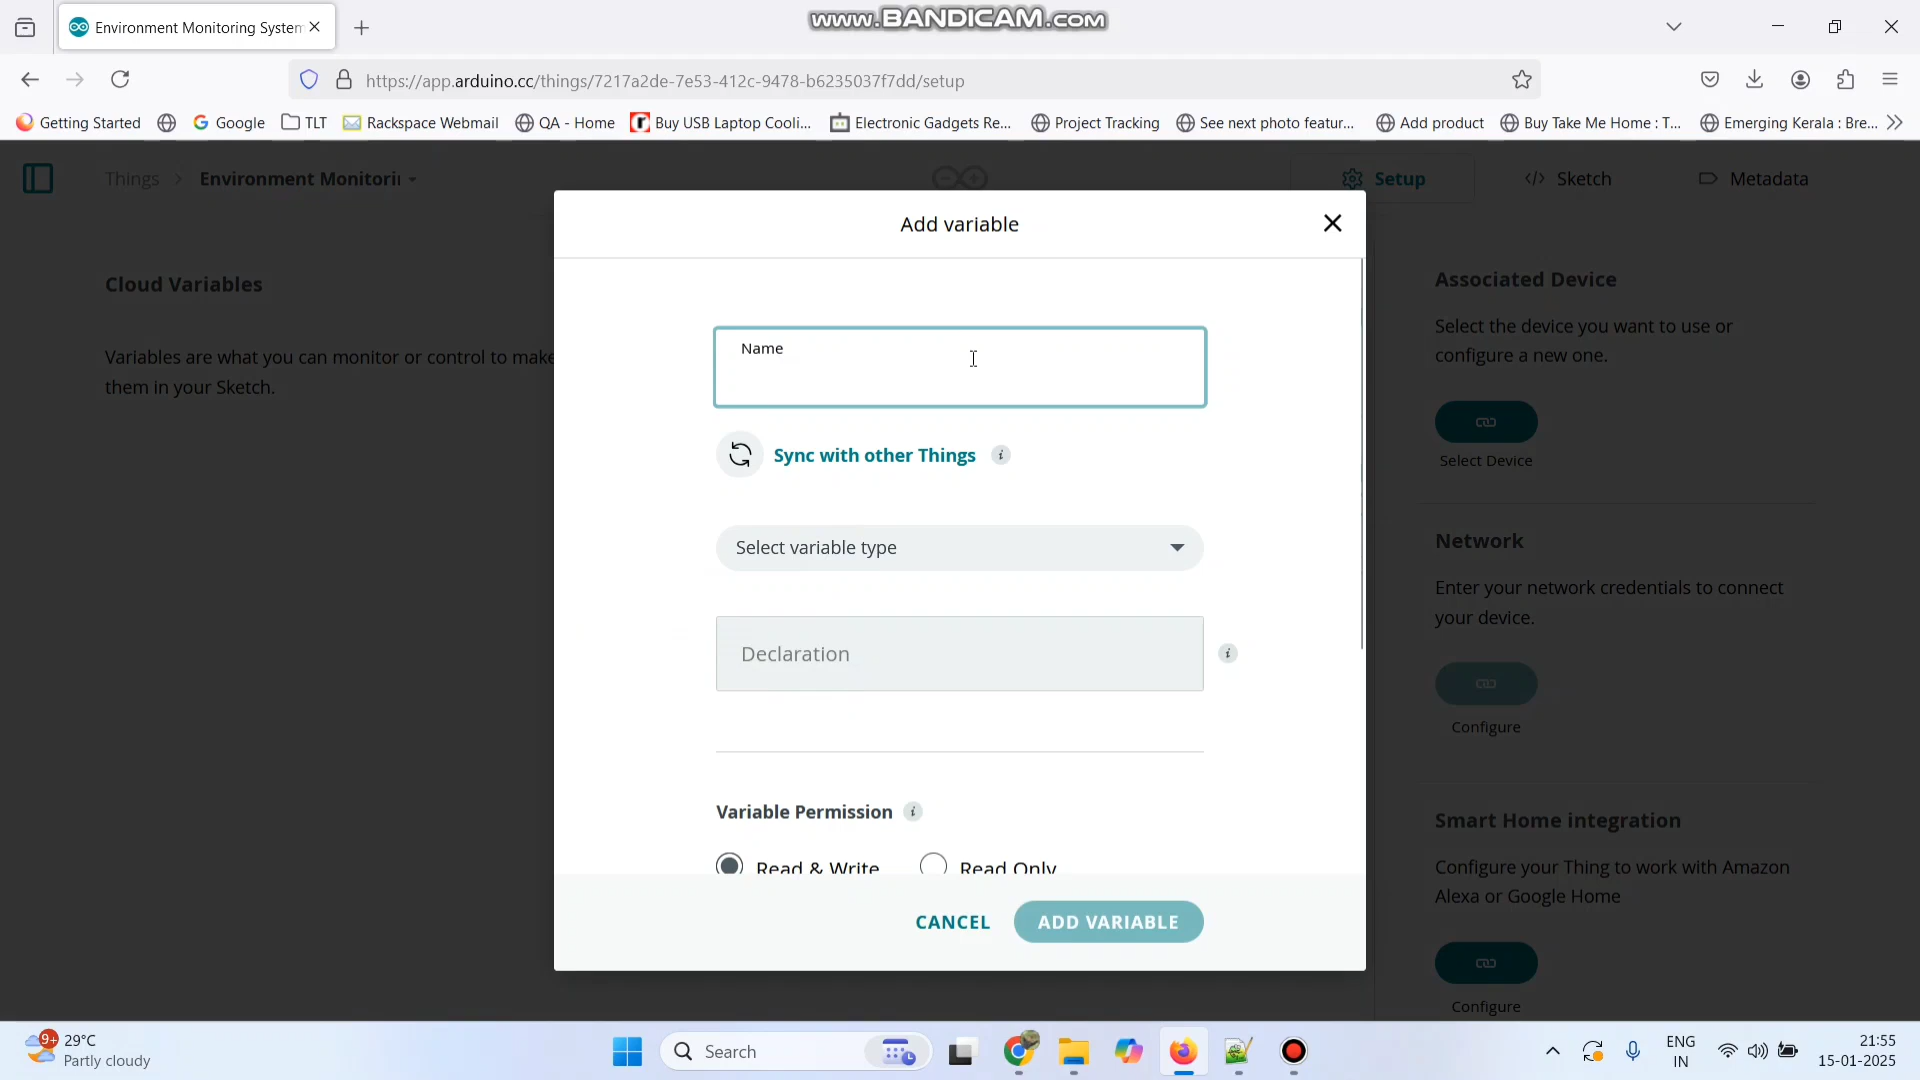 www.BANDICAM.com
Environment Monitoring System
https://app.arduino.cc/things/7217a2de-7e53-412c-9478-b6235037f7dd/setup
Getting Started
Google
TLT
Rackspace Webmail
QA - Home
Buy USB Laptop Cooli...
Electronic Gadgets Re...
Project Tracking
See next photo featur...
Add product
Buy Take Me Home : T...
Emerging Kerala : Bre...
Things > Environment Monitori
Setup
</> Sketch
Metadata
Add variable
Cloud Variables
Variables are what you can monitor or control to make
them in your Sketch.
Name
Sync with other Things
Select variable type
Declaration
Variable Permission
Read & Write
Read Only
CANCEL
ADD VARIABLE
Associated Device
Select the device you want to use or
configure a new one.
Select Device
Network
Enter your network credentials to connect
your device.
Configure
Smart Home integration
Configure your Thing to work with Amazon
Alexa or Google Home
Configure
9+
29°C
Partly cloudy
Search
ENG
IN
21:55
15-01-2025